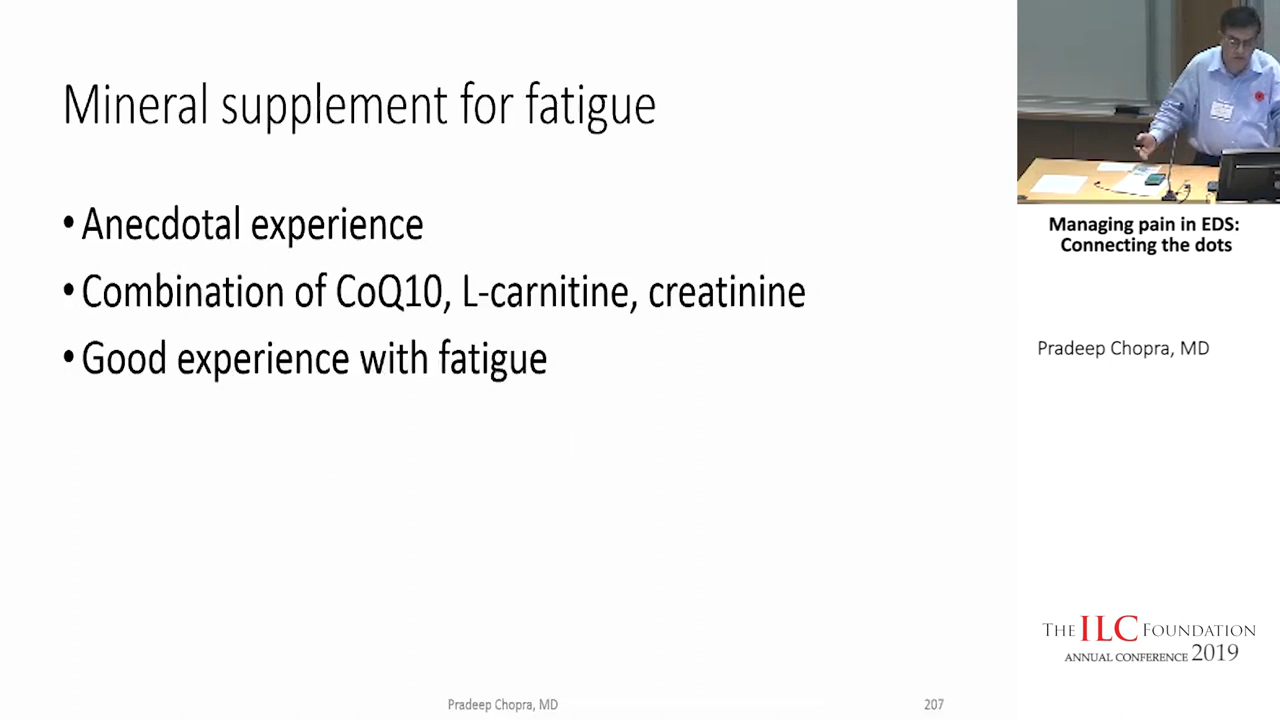 Mineral supplement for fatigue
• Anecdotal experience
• Combination of CoQ10, L-carnitine, creatinine
• Good experience with fatigue
Pradeep Chopra, MD
207
Managing pain in EDS:
Connecting the dots
Pradeep Chopra, MD
THE ILC FOUNDATION
ANNUAL CONFERENCE 2019